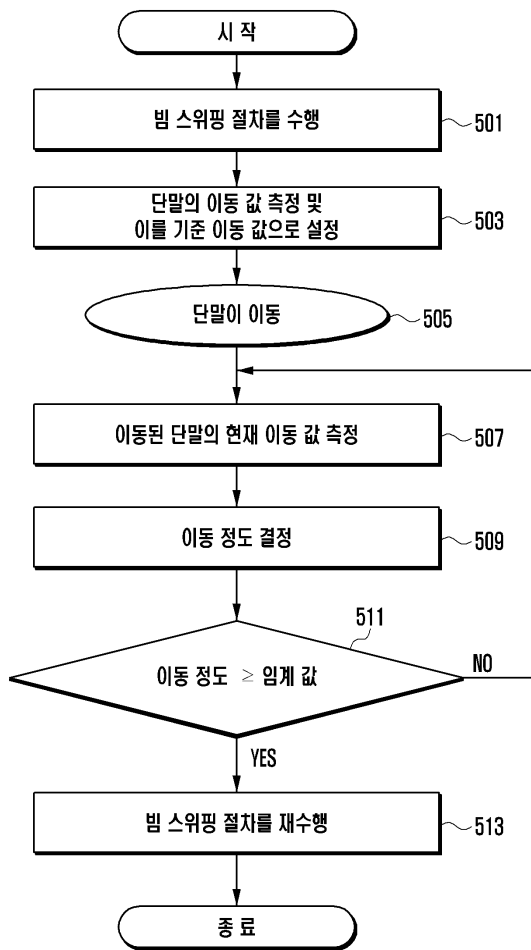 시 작
빔 스위핑 절차를 수행
501
단말의 이동 값 측정 및
이를 기준 이동 값으로 설정
503
단말이 이동
505
이동된 단말의 현재 이동 값 측정
507
이동 정도 결정
509
511
이동 정도 ≥ 임계 값
NO
YES
빔 스위핑 절차를 재수행
513
종 료